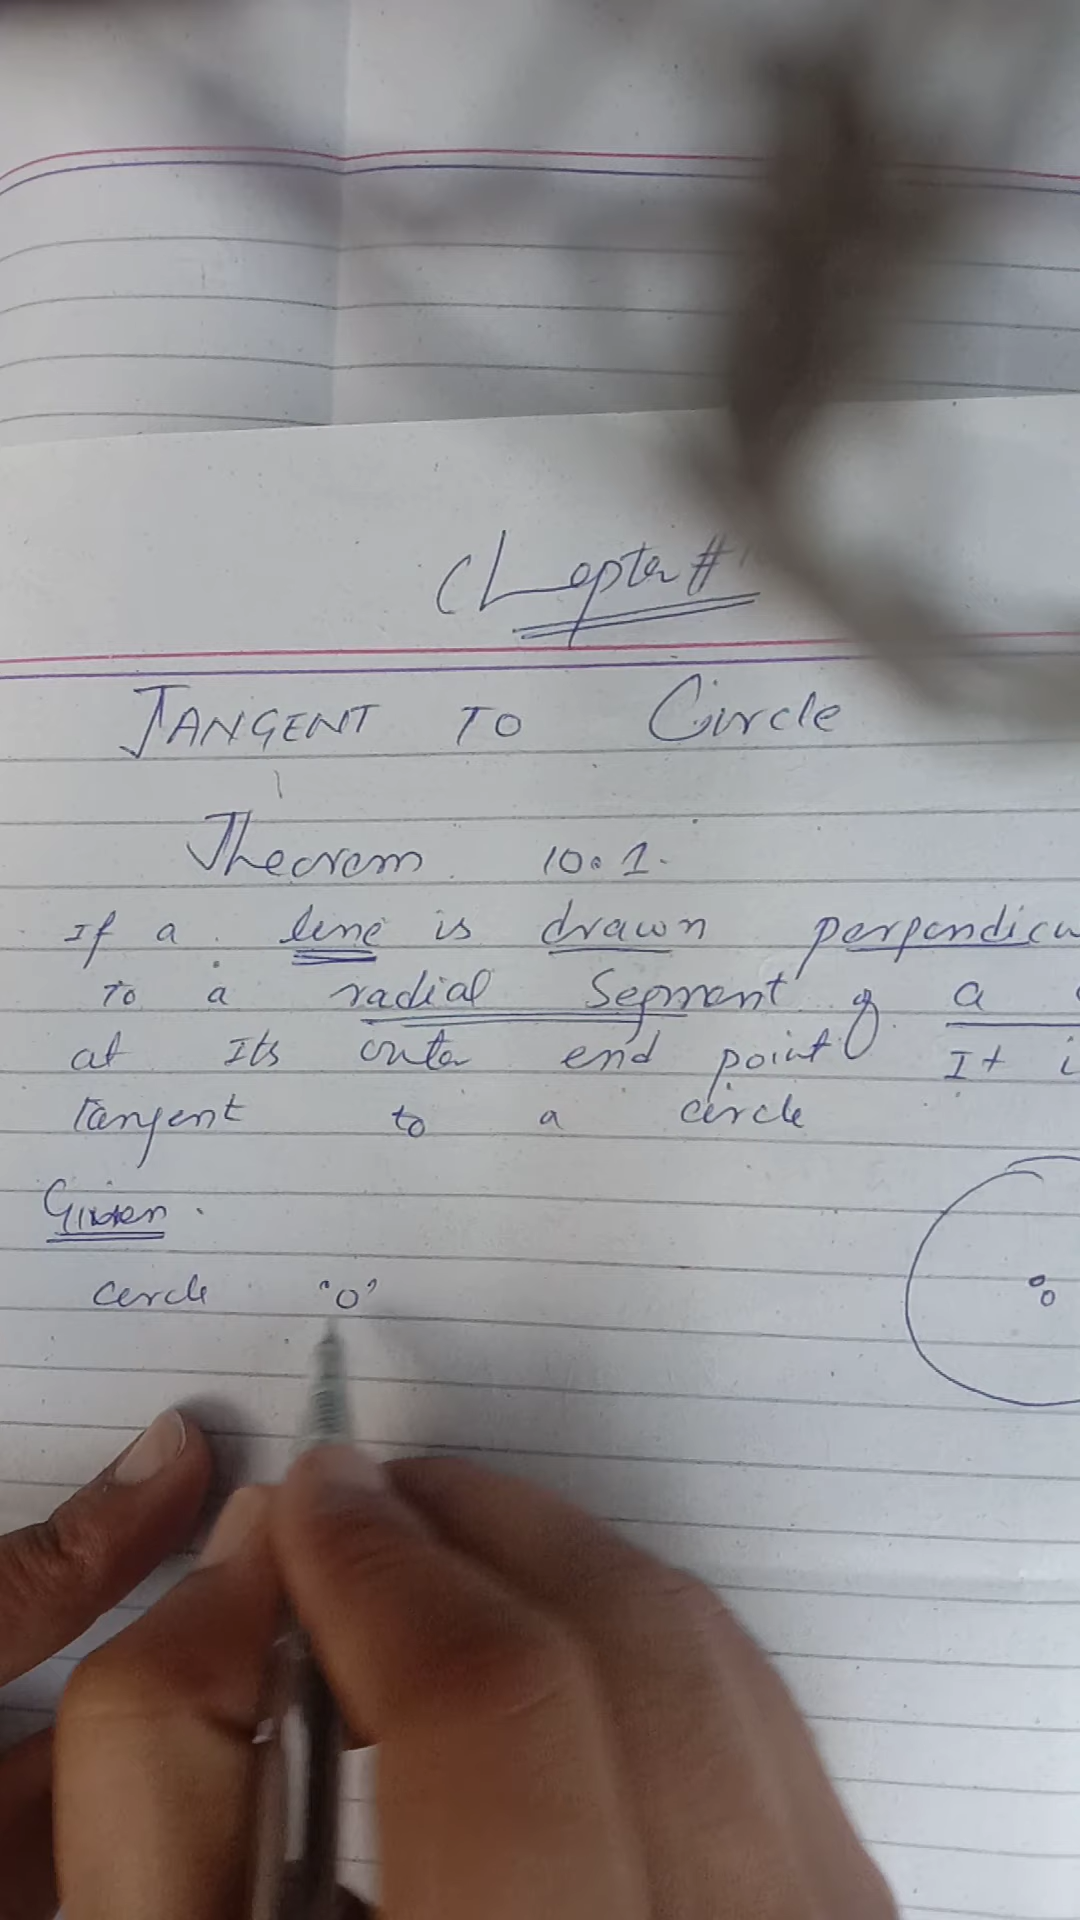 Chapter #
TANGENT TO Circle
Theorem 10.1.
If a line is drawn perpendicu
To a radial Segment of a
at Its outer end point It i
Tangent to a circle
Given
circle 'O'
o